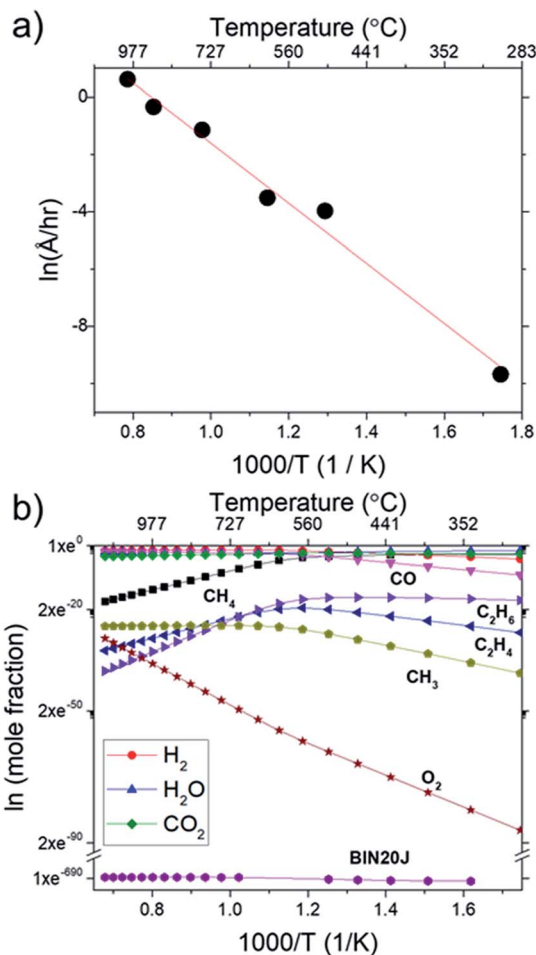 a)
Temperature (°C)
977 727 560 441 352 283
0
-4
-8
ln(Å/hr)
0.8 1.0 1.2 1.4 1.6 1.8
1000/T (1 / K)
b)
Temperature (°C)
977 727 560 441 352
1xe^0
2xe^-20
2xe^-50
2xe^-90
1xe^-690
ln (mole fraction)
CH₄
CO
C₂H₆
C₂H₄
CH₃
O₂
H₂
H₂O
CO₂
BIN20J
0.8 1.0 1.2 1.4 1.6
1000/T (1/K)